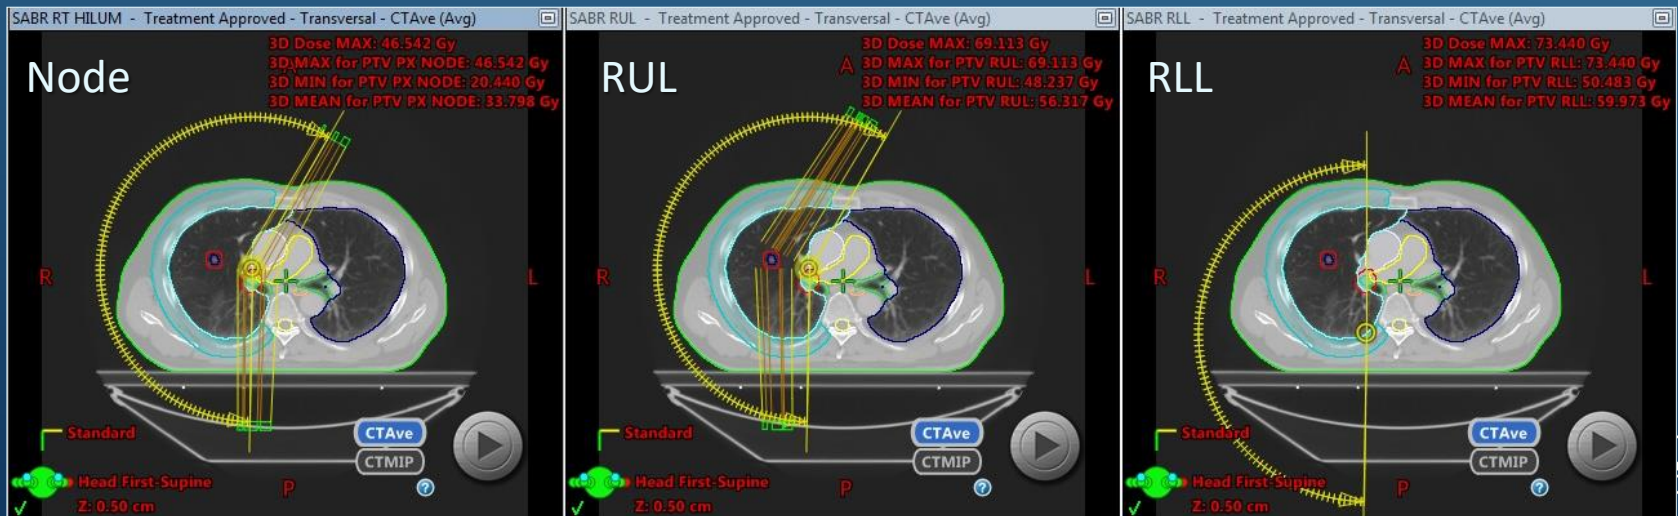 SABR RT HILUM - Treatment Approved - Transversal - CTAve (Avg)
3D Dose MAX: 46.542 Gy
3D MAX for PTV PX NODE: 46.542 Gy
3D MIN for PTV PX NODE: 20.440 Gy
3D MEAN for PTV PX NODE: 33.798 Gy
Node
A
R
L
Standard
CTAve
CTMIP
Head First-Supine
P
?
Z: 0.50 cm
SABR RUL - Treatment Approved - Transversal - CTAve (Avg)
3D Dose MAX: 69.113 Gy
3D MAX for PTV RUL: 69.113 Gy
3D MIN for PTV RUL: 48.237 Gy
3D MEAN for PTV RUL: 56.317 Gy
RUL
A
R
L
Standard
CTAve
CTMIP
Head First-Supine
P
?
Z: 0.50 cm
SABR RLL - Treatment Approved - Transversal - CTAve (Avg)
3D Dose MAX: 73.440 Gy
3D MAX for PTV RLL: 73.440 Gy
3D MIN for PTV RLL: 50.483 Gy
3D MEAN for PTV RLL: 59.973 Gy
RLL
A
R
L
Standard
CTAve
CTMIP
Head First-Supine
P
?
Z: 0.50 cm